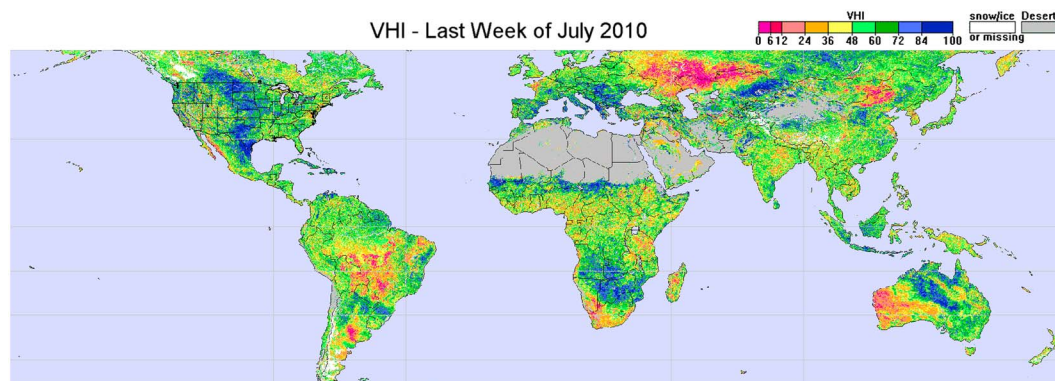 VHI - Last Week of July 2010
VHI
0 6 12 24 36 48 60 72 84 100
snow/ice
or missing
Desert